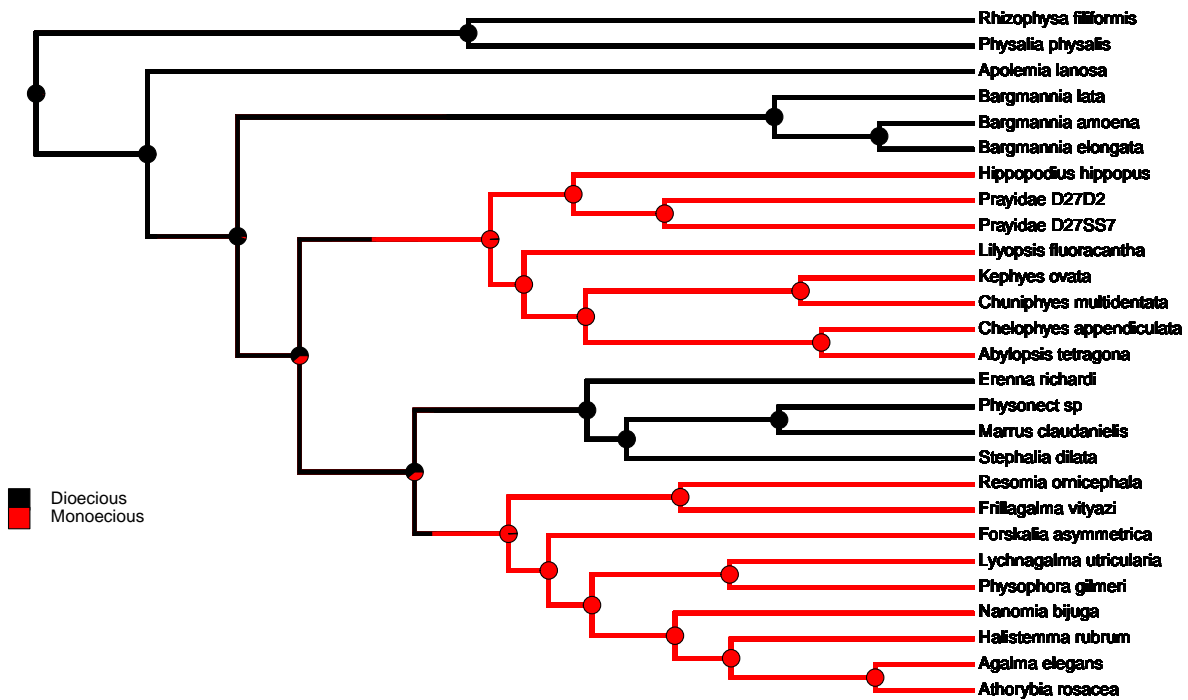 Rhizophysa filiformis
Physalia physalis
Apolemia lanosa
Bargmannia lata
Bargmannia amoena
Bargmannia elongata
Hippopodius hippopus
Prayidae D27D2
Prayidae D27SS7
Lilyopsis fluoracantha
Kephyes ovata
Chuniphyes multidentata
Chelophyes appendiculata
Abylopsis tetragona
Erenna richardi
Physonect sp
Marrus claudanielis
Stephalia dilata
Resomia ornicephala
Frillagalma vityazi
Forskalia asymmetrica
Lychnagalma utricularia
Physophora gilmeri
Nanomia bijuga
Halistemma rubrum
Agalma elegans
Athorybia rosacea
Dioecious
Monoecious